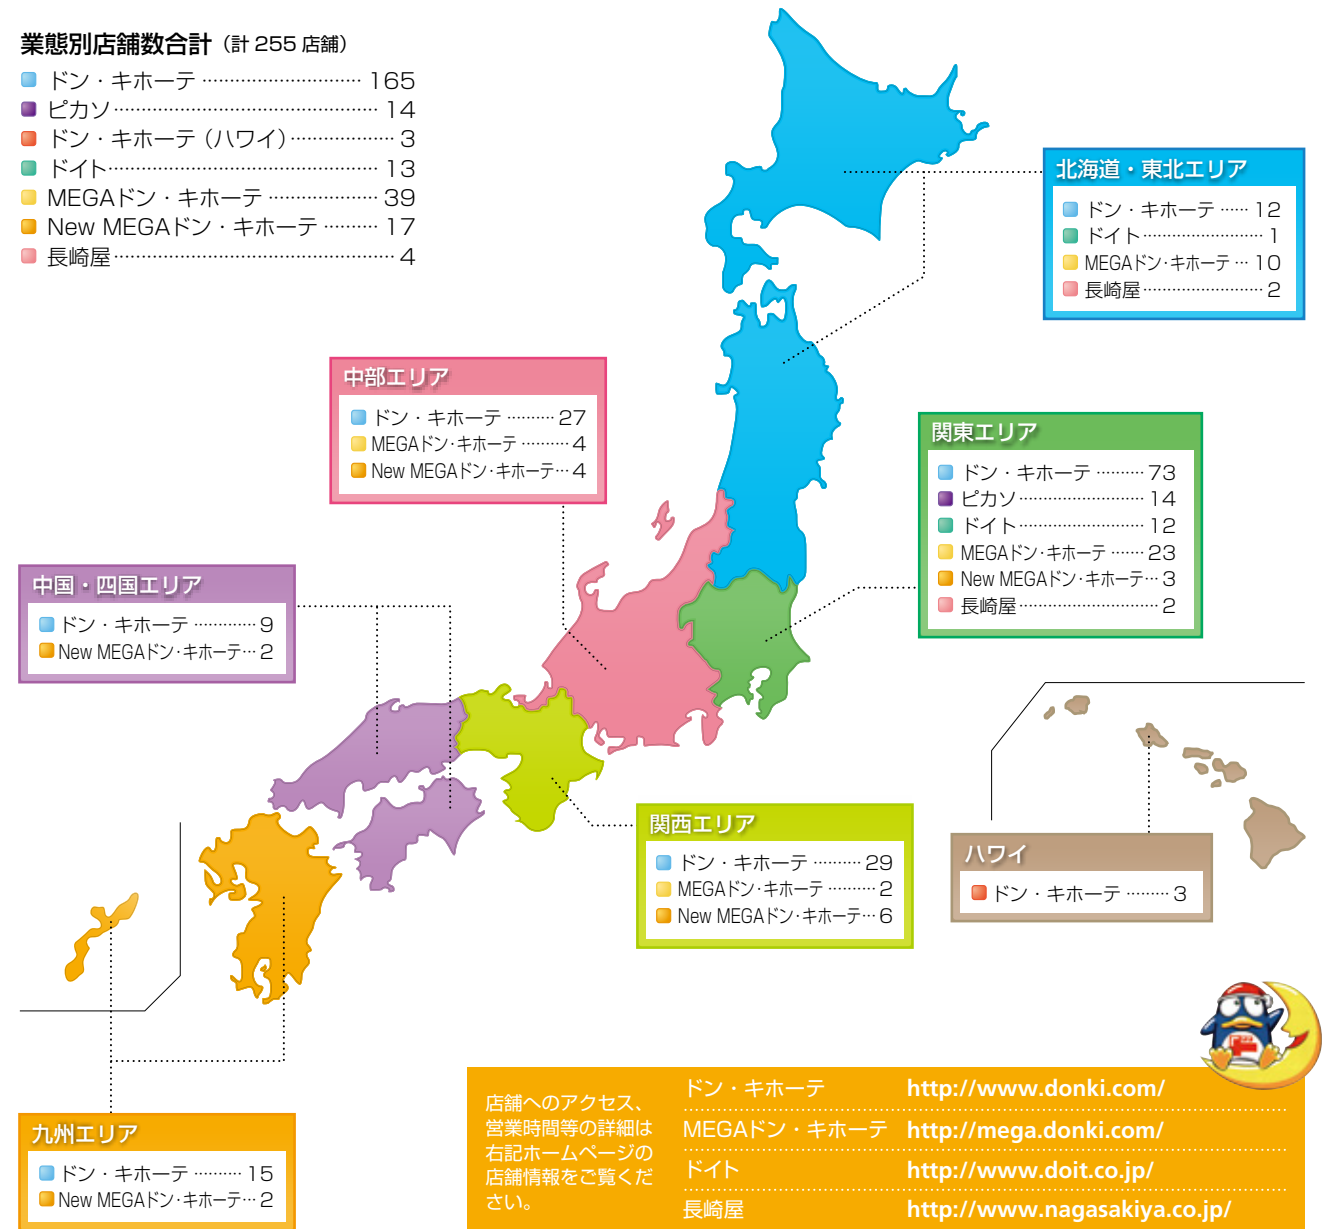 業態別店舗数合計（計 255 店舗）
ドン・キホーテ ………………………… 165
ピカソ………………………………………… 14
ドン・キホーテ（ハワイ）……………… 3
ドイト………………………………………… 13
MEGAドン・キホーテ ………………… 39
New MEGAドン・キホーテ ………… 17
長崎屋……………………………………………… 4
北海道・東北エリア
ドン・キホーテ …… 12
ドイト…………………… 1
MEGAドン・キホーテ … 10
長崎屋…………………… 2
中部エリア
ドン・キホーテ ……… 27
MEGAドン・キホーテ ……… 4
New MEGAドン・キホーテ… 4
関東エリア
ドン・キホーテ ……… 73
ピカソ…………………… 14
ドイト…………………… 12
MEGAドン・キホーテ …… 23
New MEGAドン・キホーテ… 3
長崎屋……………………… 2
中国・四国エリア
ドン・キホーテ ………… 9
New MEGAドン・キホーテ… 2
関西エリア
ドン・キホーテ ……… 29
MEGAドン・キホーテ ……… 2
New MEGAドン・キホーテ… 6
ハワイ
ドン・キホーテ ……… 3
九州エリア
ドン・キホーテ ……… 15
New MEGAドン・キホーテ… 2
店舗へのアクセス、
営業時間等の詳細は
右記ホームページの
店舗情報をご覧くだ
さい。
ドン・キホーテ http://www.donki.com/
MEGAドン・キホーテ http://mega.donki.com/
ドイト http://www.doit.co.jp/
長崎屋 http://www.nagasakiya.co.jp/
ド